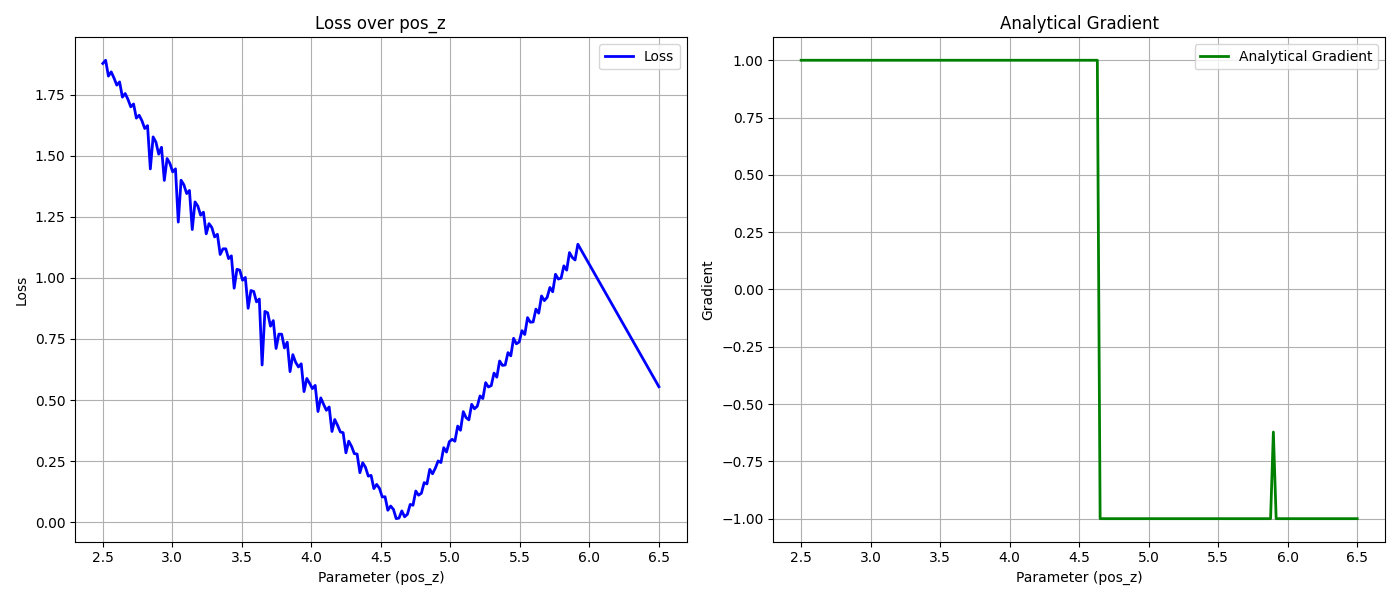 Loss over pos_z
Loss
1.75
1.50
1.25
1.00
0.75
0.50
0.25
0.00
2.5 3.0 3.5 4.0 4.5 5.0 5.5 6.0 6.5
Parameter (pos_z)
Loss
Analytical Gradient
Analytical Gradient
1.00
0.75
0.50
0.25
0.00
−0.25
−0.50
−0.75
−1.00
2.5 3.0 3.5 4.0 4.5 5.0 5.5 6.0 6.5
Parameter (pos_z)
Gradient